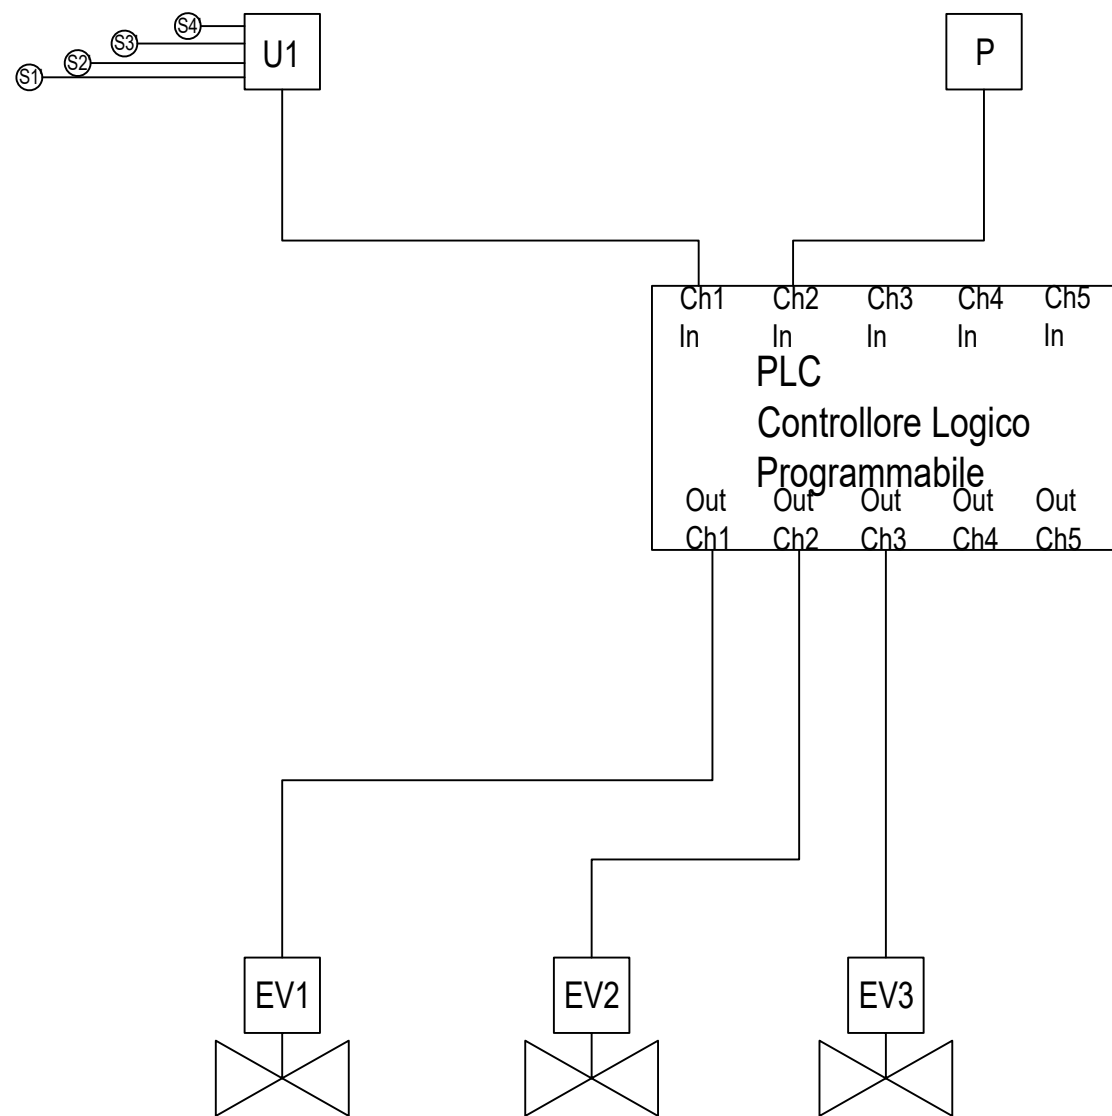 S4
S3
S2
S1
U1
P
Ch1 Ch2 Ch3 Ch4 Ch5
In In In In In
PLC
Controllore Logico
Programmabile
Out Out Out Out Out
Ch1 Ch2 Ch3 Ch4 Ch5
EV1 EV2 EV3